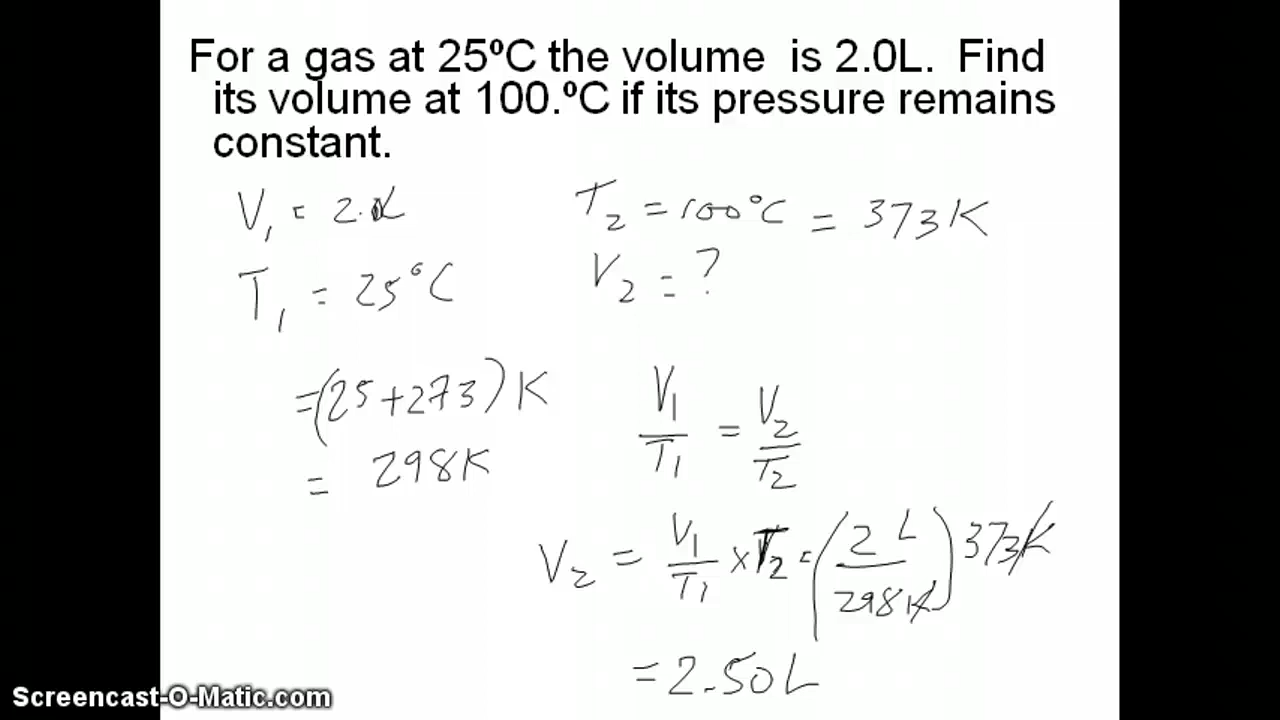 For a gas at 25ºC the volume is 2.0L. Find
its volume at 100.ºC if its pressure remains
constant.
V₁ = 2.0L
T₂ = 100°C = 373K
T₁ = 25°C
V₂ = ?
=(25+273)K
= 298K
V₁/T₁ = V₂/T₂
V₂ = V₁/T₁ × T₂ = (2 L/298K) 373K
= 2.50L
Screencast-O-Matic.com